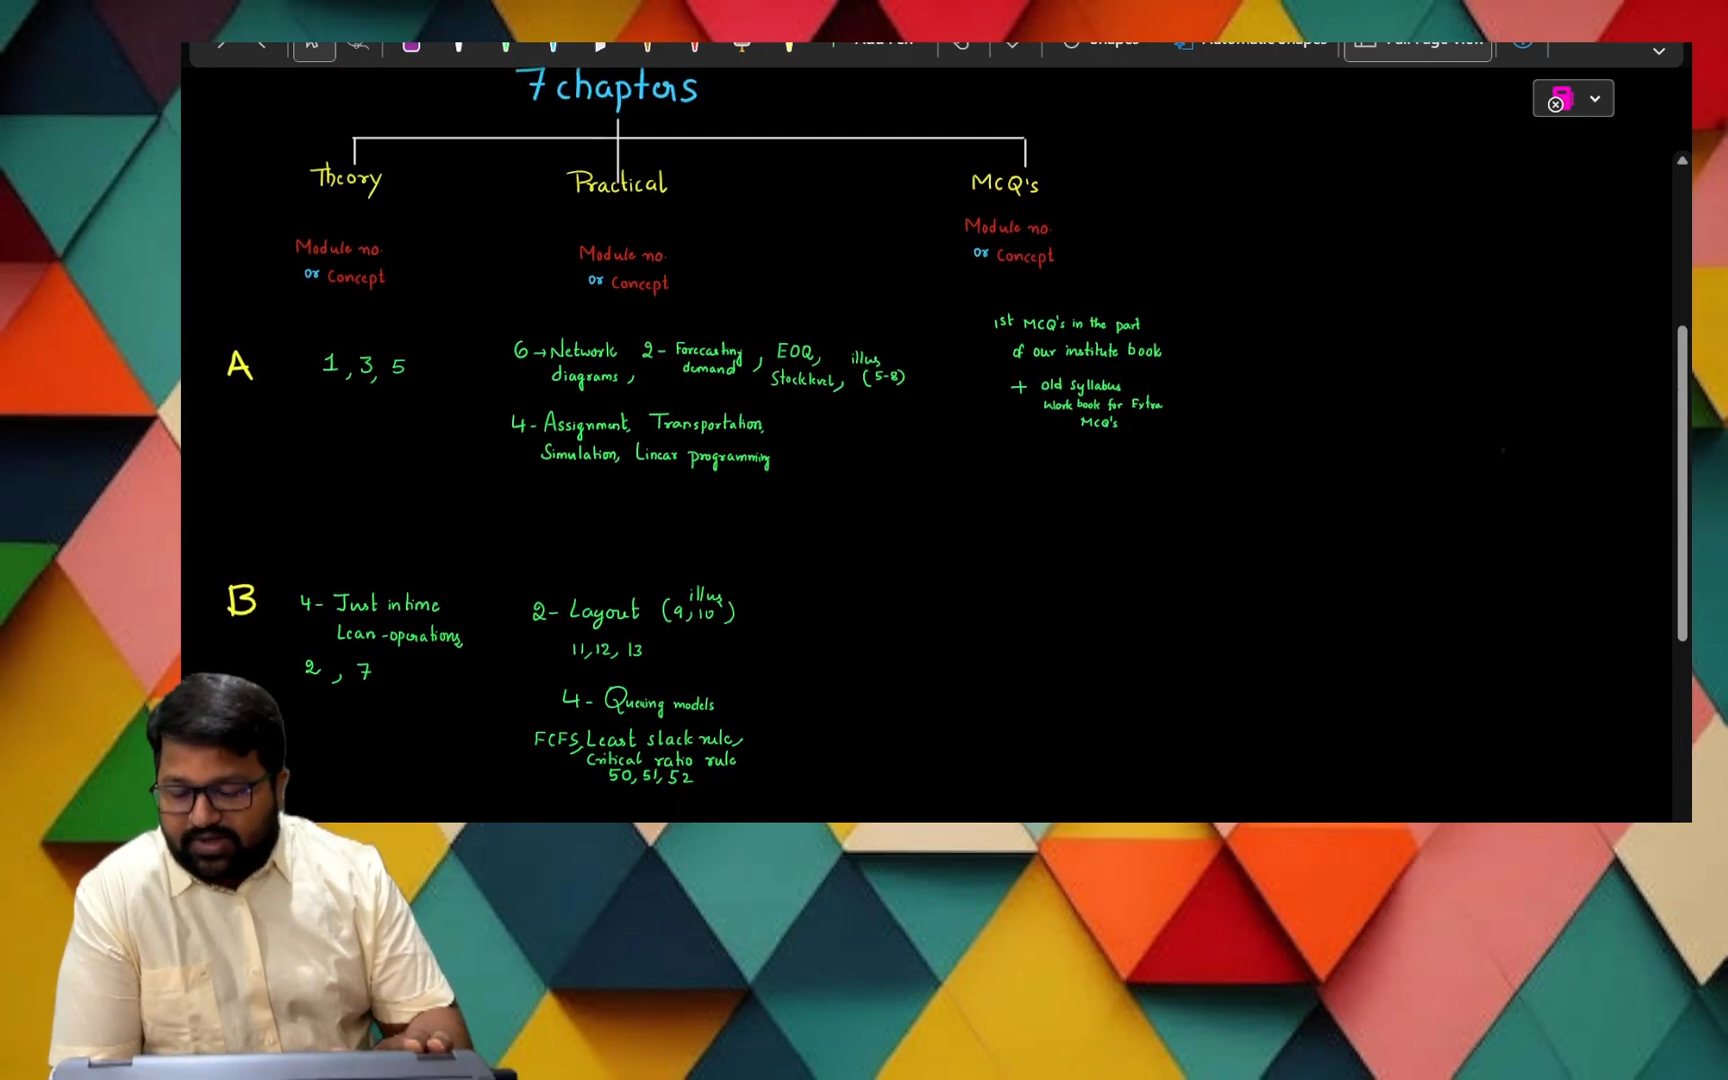 7 chapters
Theory
Practical
MCQ's
Module no.
or Concept
Module no.
or Concept
Module no.
or Concept
A
1, 3, 5
6 → Network diagrams,
2 - Forecasting demand,
EOQ, Stock level,
illus (5-8)
4 - Assignment, Transportation,
Simulation, Linear programming
1st MCQ's in the part
of our institute book
+ old Syllabus
Work book for Extra
MCQ's
B
4 - Just in time
Lean - operations,
2, 7
2 - Layout (illus 9, 10)
11, 12, 13
4 - Queuing models
FCFS, Least slack rule,
Critical ratio rule
50, 51, 52